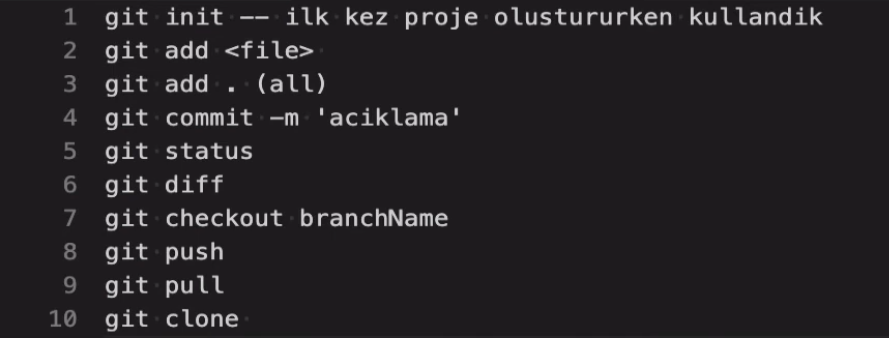 1 git init -- ilk kez proje olustururken kullandik
2 git add <file>
3 git add . (all)
4 git commit -m 'aciklama'
5 git status
6 git diff
7 git checkout branchName
8 git push
9 git pull
10 git clone